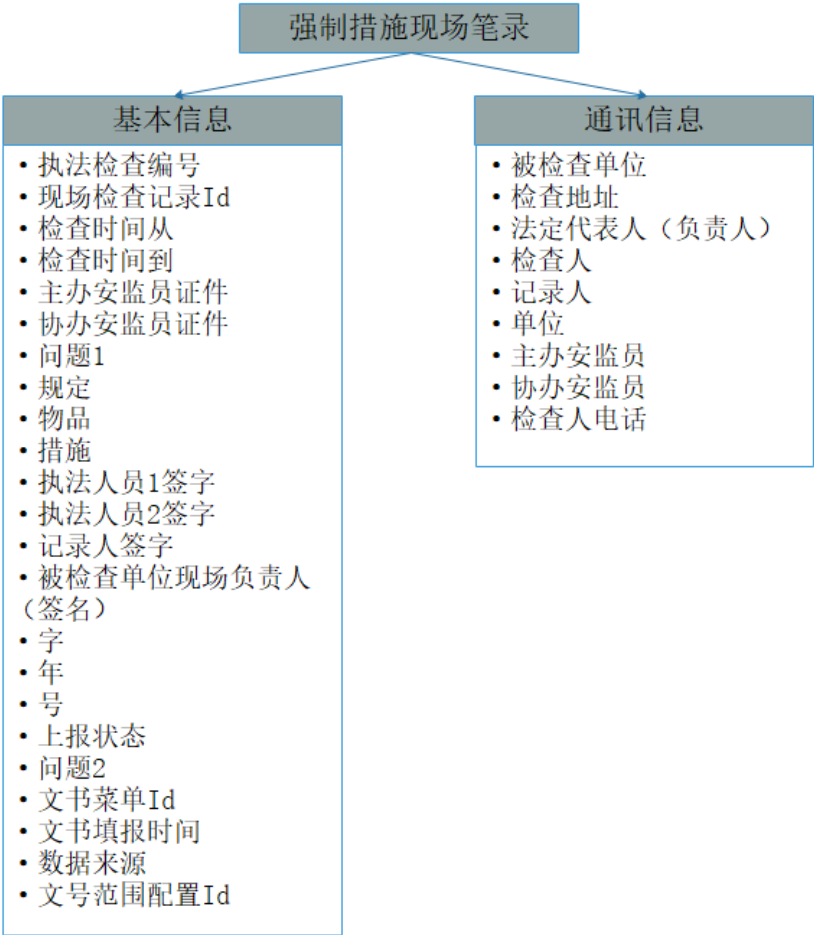 强制措施现场笔录
基本信息
• 执法检查编号
• 现场检查记录Id
• 检查时间从
• 检查时间到
• 主办安监员证件
• 协办安监员证件
• 问题1
• 规定
• 物品
• 措施
• 执法人员1签字
• 执法人员2签字
• 记录人签字
• 被检查单位现场负责人
（签名）
• 字
• 年
• 号
• 上报状态
• 问题2
• 文书菜单Id
• 文书填报时间
• 数据来源
• 文号范围配置Id
通讯信息
• 被检查单位
• 检查地址
• 法定代表人（负责人）
• 检查人
• 记录人
• 单位
• 主办安监员
• 协办安监员
• 检查人电话